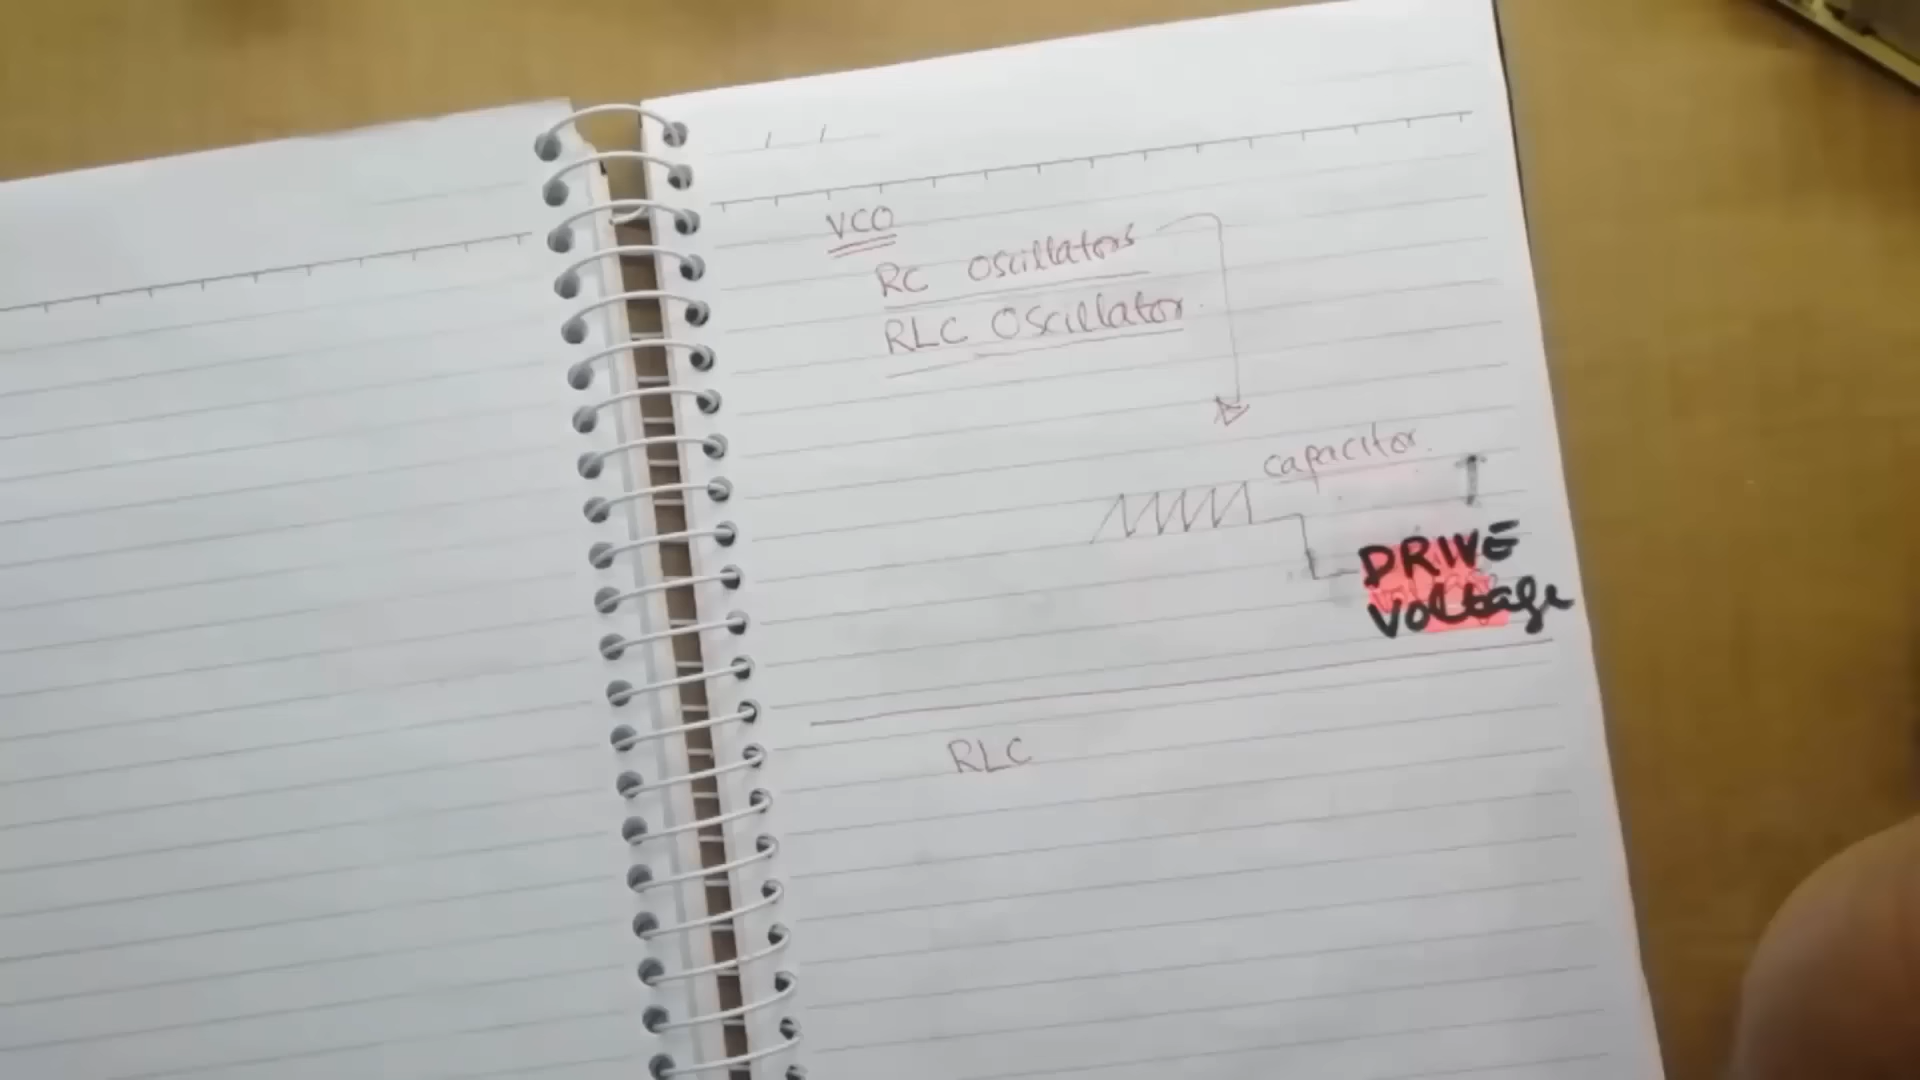 VCO
RC Oscillators
RLC Oscillator
capacitor.
DRIVE
Voltage
RLC